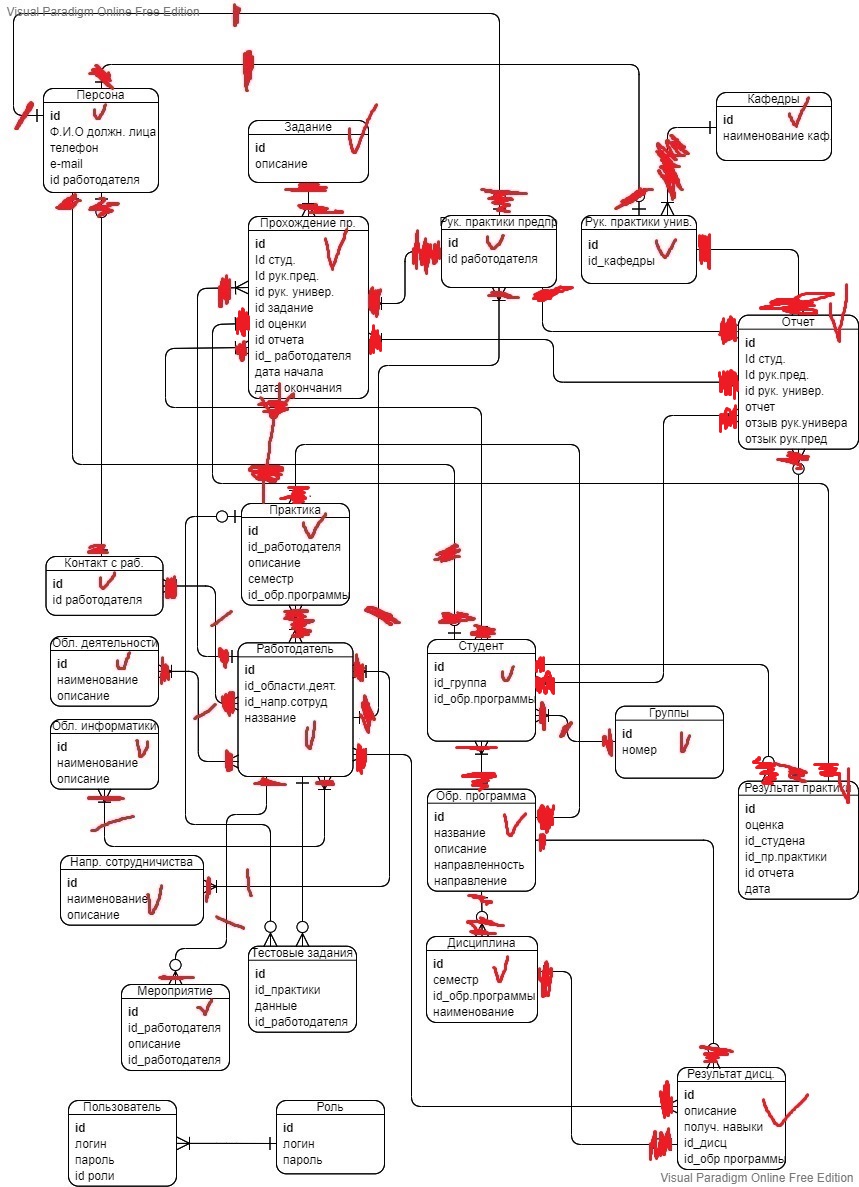 Visual Paradigm Online Free Edition
Персона
id
Ф.И.О должн. лица
телефон
e-mail
id работодателя
Задание
id
описание
Кафедры
id
наименование каф.
Прохождение пр.
id
Id студ.
Id рук.пред.
id рук. универ.
id задание
id оценки
id отчета
id_ работодателя
дата начала
дата окончания
Рук. практики предпр
id
id работодателя
Рук. практики унив.
id
id_кафедры
Отчет
id
Id студ.
Id рук.пред.
id рук. универ.
отчет
отзыв рук.универа
отзык рук.пред
Практика
id
id_работодателя
описание
семестр
id_обр.программы
Контакт с раб.
id
id работодателя
Обл. деятельности
id
наименование
описание
Работодатель
id
id_области.деят.
id_напр.сотруд
название
Студент
id
id_группа
id_обр.программы
Обл. информатики
id
наименование
описание
Группы
id
номер
Обр. программа
id
название
описание
направленность
направление
Результат практики
id
оценка
id_студена
id_пр.практики
id отчета
дата
Напр. сотрудничиства
id
наименование
описание
Дисциплина
id
семестр
id_обр.программы
наименование
Тестовые задания
id
id_практики
данные
id_работодателя
Мероприятие
id
id_работодателя
описание
id_работодателя
Результат дисц.
id
описание
получ. навыки
id_дисц
id_обр программы
Пользователь
id
логин
пароль
id роли
Роль
id
логин
пароль
Visual Paradigm Online Free Edition